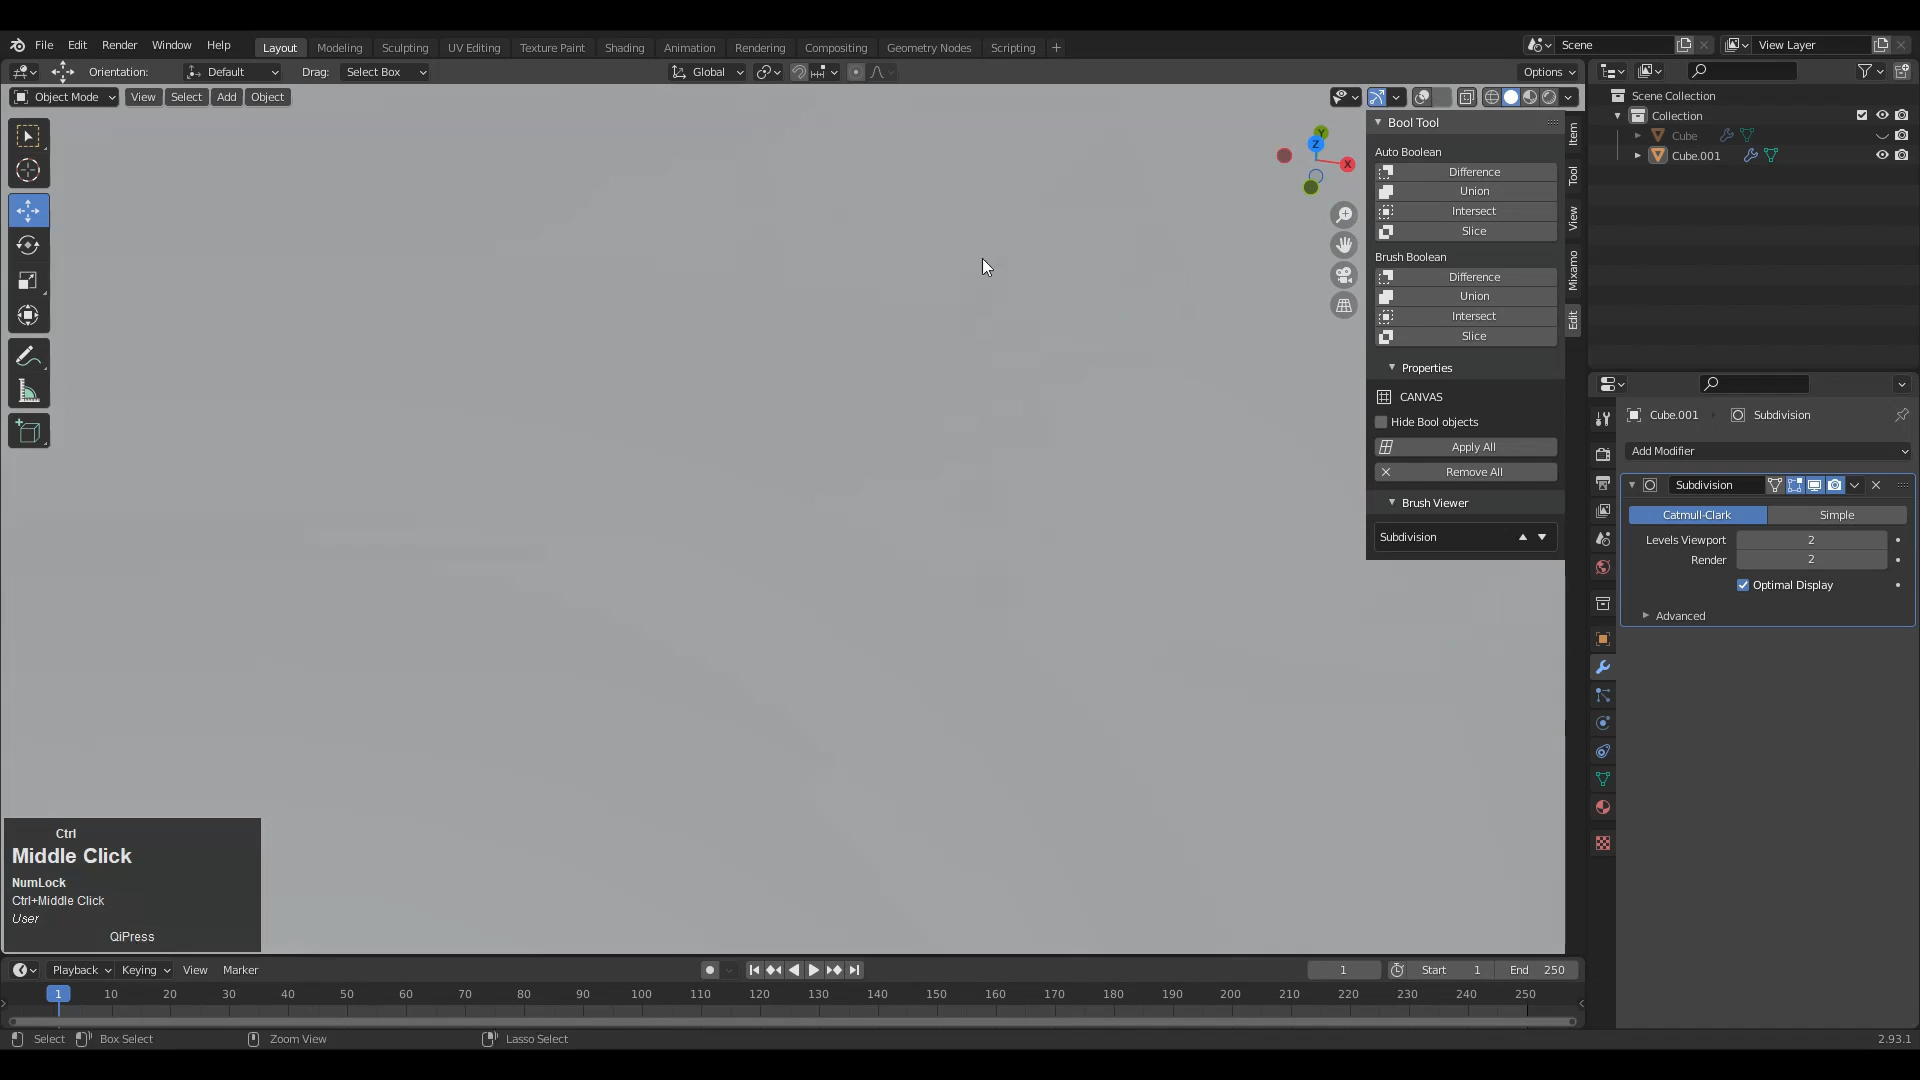 File Edit Render Window Help Layout Modeling Sculpting UV Editing Texture Paint Shading Animation Rendering Compositing Geometry Nodes Scripting + Scene View Layer
Orientation: Default Drag: Select Box Global Options
Object Mode View Select Add Object
Scene Collection
Collection
Cube
Cube.001
Y
Z
X
Bool Tool
Auto Boolean
Difference
Union
Intersect
Slice
Brush Boolean
Difference
Union
Intersect
Slice
Properties
CANVAS
Hide Bool objects
Apply All
Remove All
Brush Viewer
Subdivision
Item
Tool
View
Mixamo
Edit
Cube.001 Subdivision
Add Modifier
Subdivision
Catmull-Clark Simple
Levels Viewport 2
Render 2
Optimal Display
Advanced
Ctrl
Middle Click
NumLock
Ctrl+Middle Click
User
QiPress
Playback Keying View Marker 1 Start 1 End 250
1 10 20 30 40 50 60 70 80 90 100 110 120 130 140 150 160 170 180 190 200 210 220 230 240 250
Select Box Select Zoom View Lasso Select 2.93.1